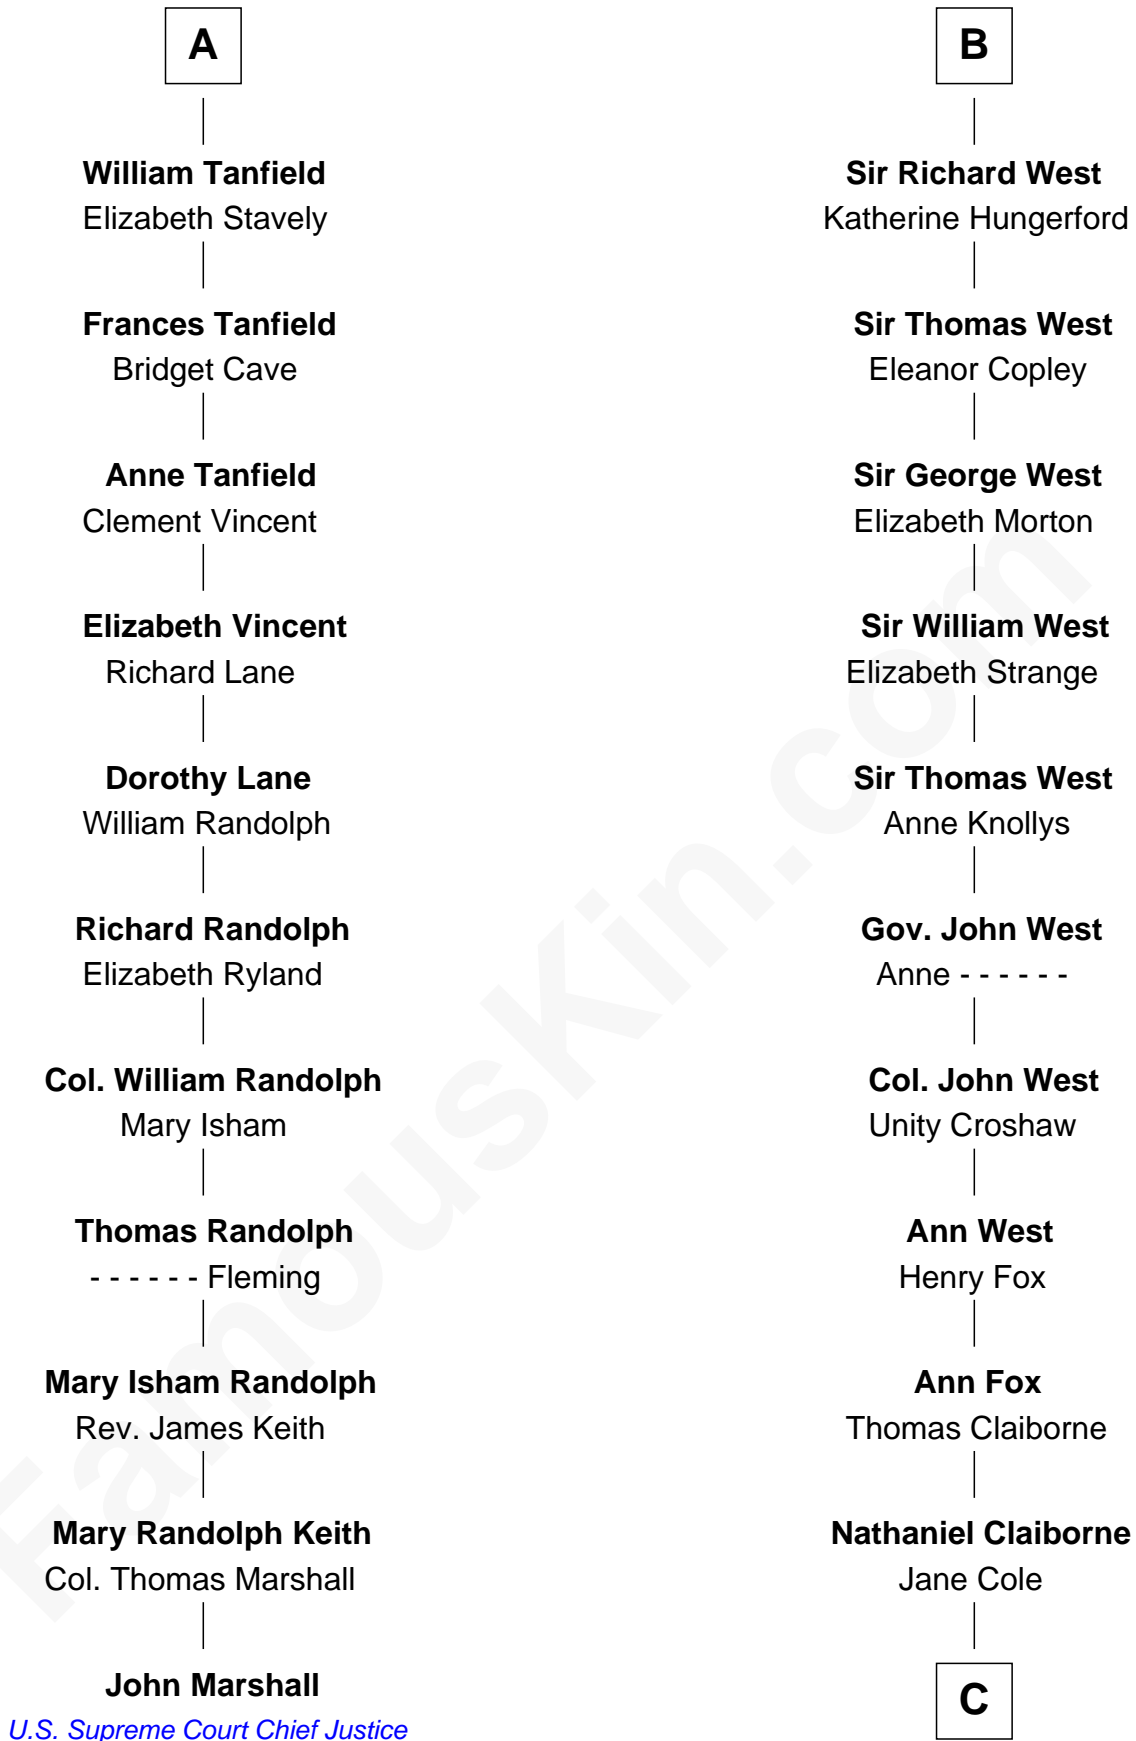 A
William Tanfield
Elizabeth Stavely
Frances Tanfield
Bridget Cave
Anne Tanfield
Clement Vincent
Elizabeth Vincent
Richard Lane
Dorothy Lane
William Randolph
Richard Randolph
Elizabeth Ryland
Col. William Randolph
Mary Isham
Thomas Randolph
- - - - - - Fleming
Mary Isham Randolph
Rev. James Keith
Mary Randolph Keith
Col. Thomas Marshall
John Marshall
U.S. Supreme Court Chief Justice
B
Sir Richard West
Katherine Hungerford
Sir Thomas West
Eleanor Copley
Sir George West
Elizabeth Morton
Sir William West
Elizabeth Strange
Sir Thomas West
Anne Knollys
Gov. John West
Anne - - - - - -
Col. John West
Unity Croshaw
Ann West
Henry Fox
Ann Fox
Thomas Claiborne
Nathaniel Claiborne
Jane Cole
C
FamousKin.com